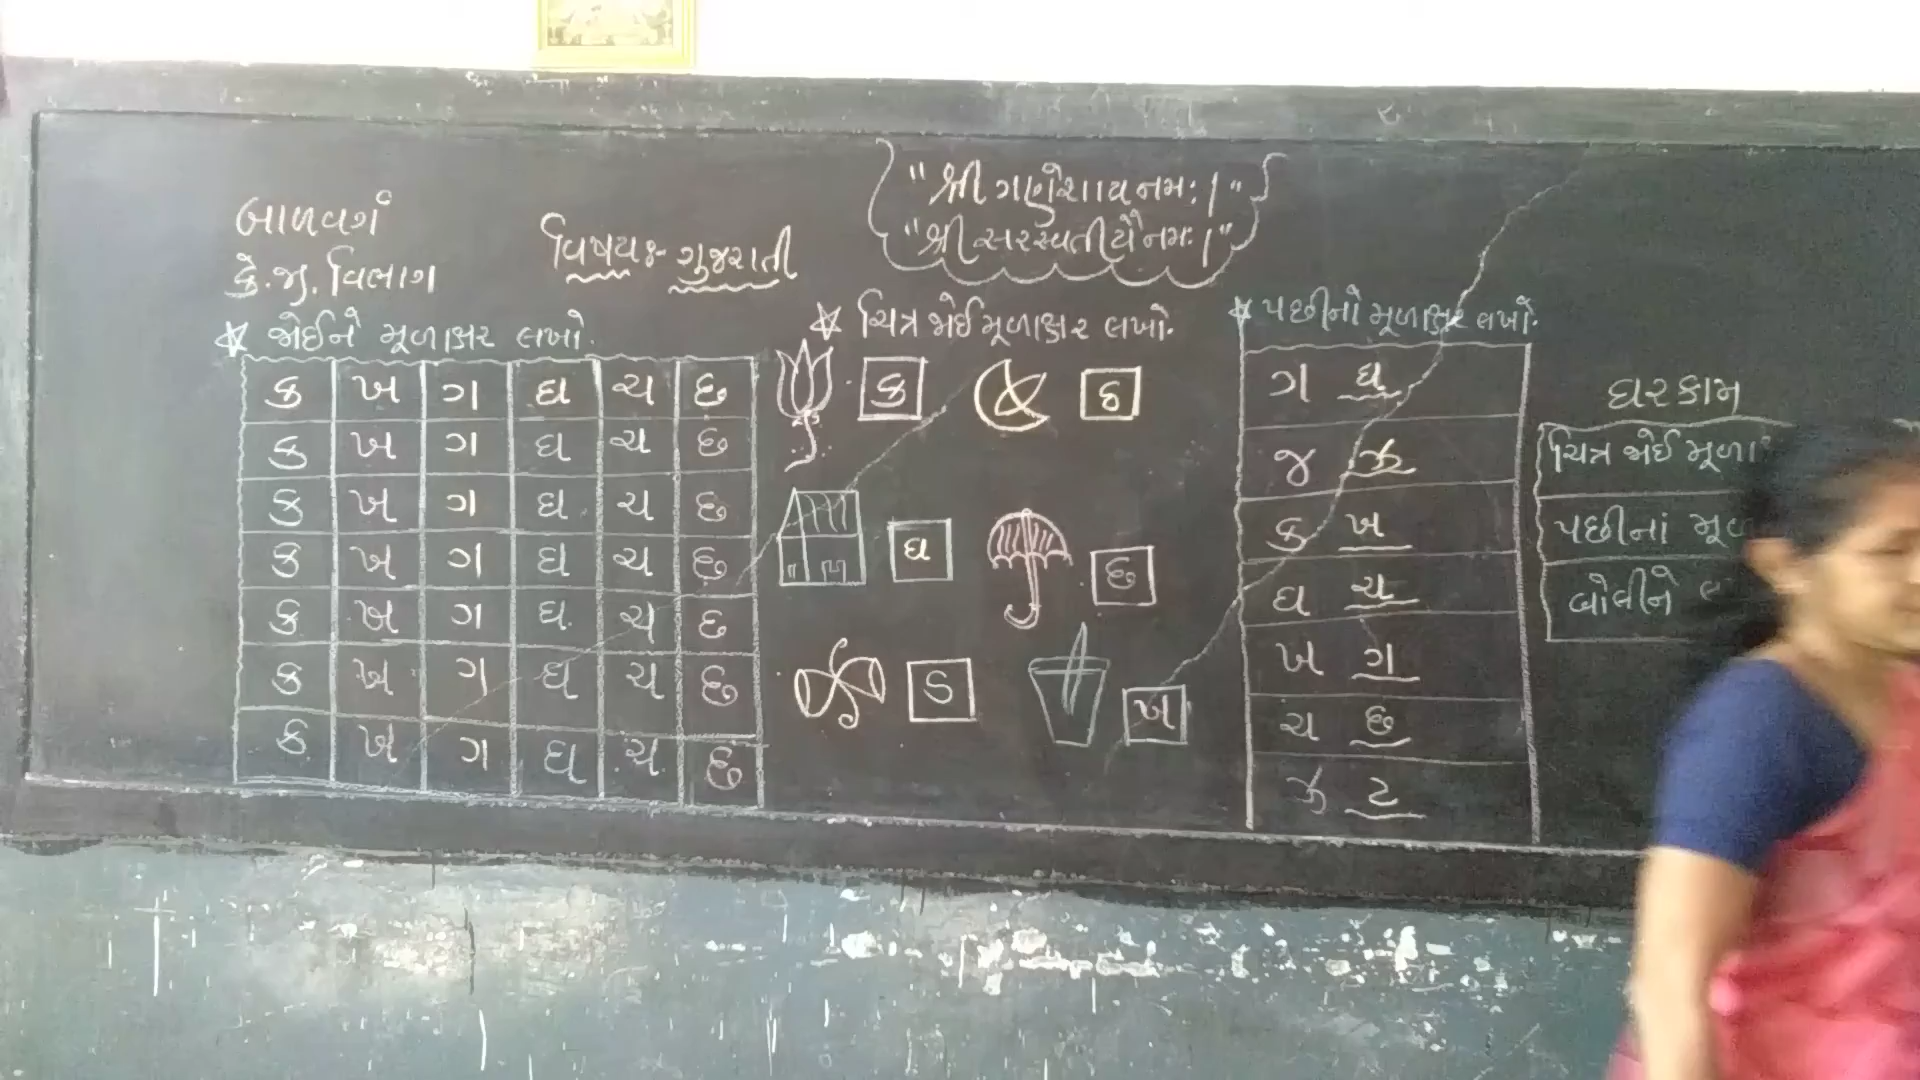 "શ્રી ગણેશાય નમઃ।"
"શ્રી સરસ્વતીયૈ નમઃ।"
બાળવર્ગ
કે.જી. વિભાગ
વિષયઃ- ગુજરાતી
જોઈને મૂળાક્ષર લખો.
ક ખ ગ ઘ ચ છ
ક ખ ગ ઘ ચ છ
ક ખ ગ ઘ ચ છ
ક ખ ગ ઘ ચ છ
ક ખ ગ ઘ ચ છ
ક ખ ગ ઘ ચ છ
ક ખ ગ ઘ ચ છ
ચિત્ર જોઈ મૂળાક્ષર લખો.
ક ઠ
ઘ છ
ડ ખ
પછીનો મૂળાક્ષર લખો.
ગ ઘ
જ ઝ
ક ખ
ઘ ચ
ખ ગ
ચ છ
ઝ ટ
ઘરકામ
ચિત્ર જોઈ
પછીનાં
બોલીને